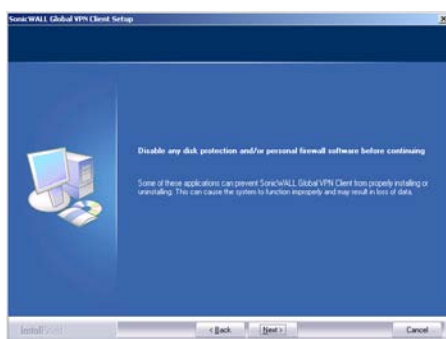 SonicWALL Global VPN Client Setup
Disable any disk protection and/or personal firewall software before continuing
Some of these applications can prevent SonicWALL Global VPN Client from properly installing or
uninstalling. This can cause the system to function improperly and may result in loss of data.
InstallShield
< Back
Next >
Cancel